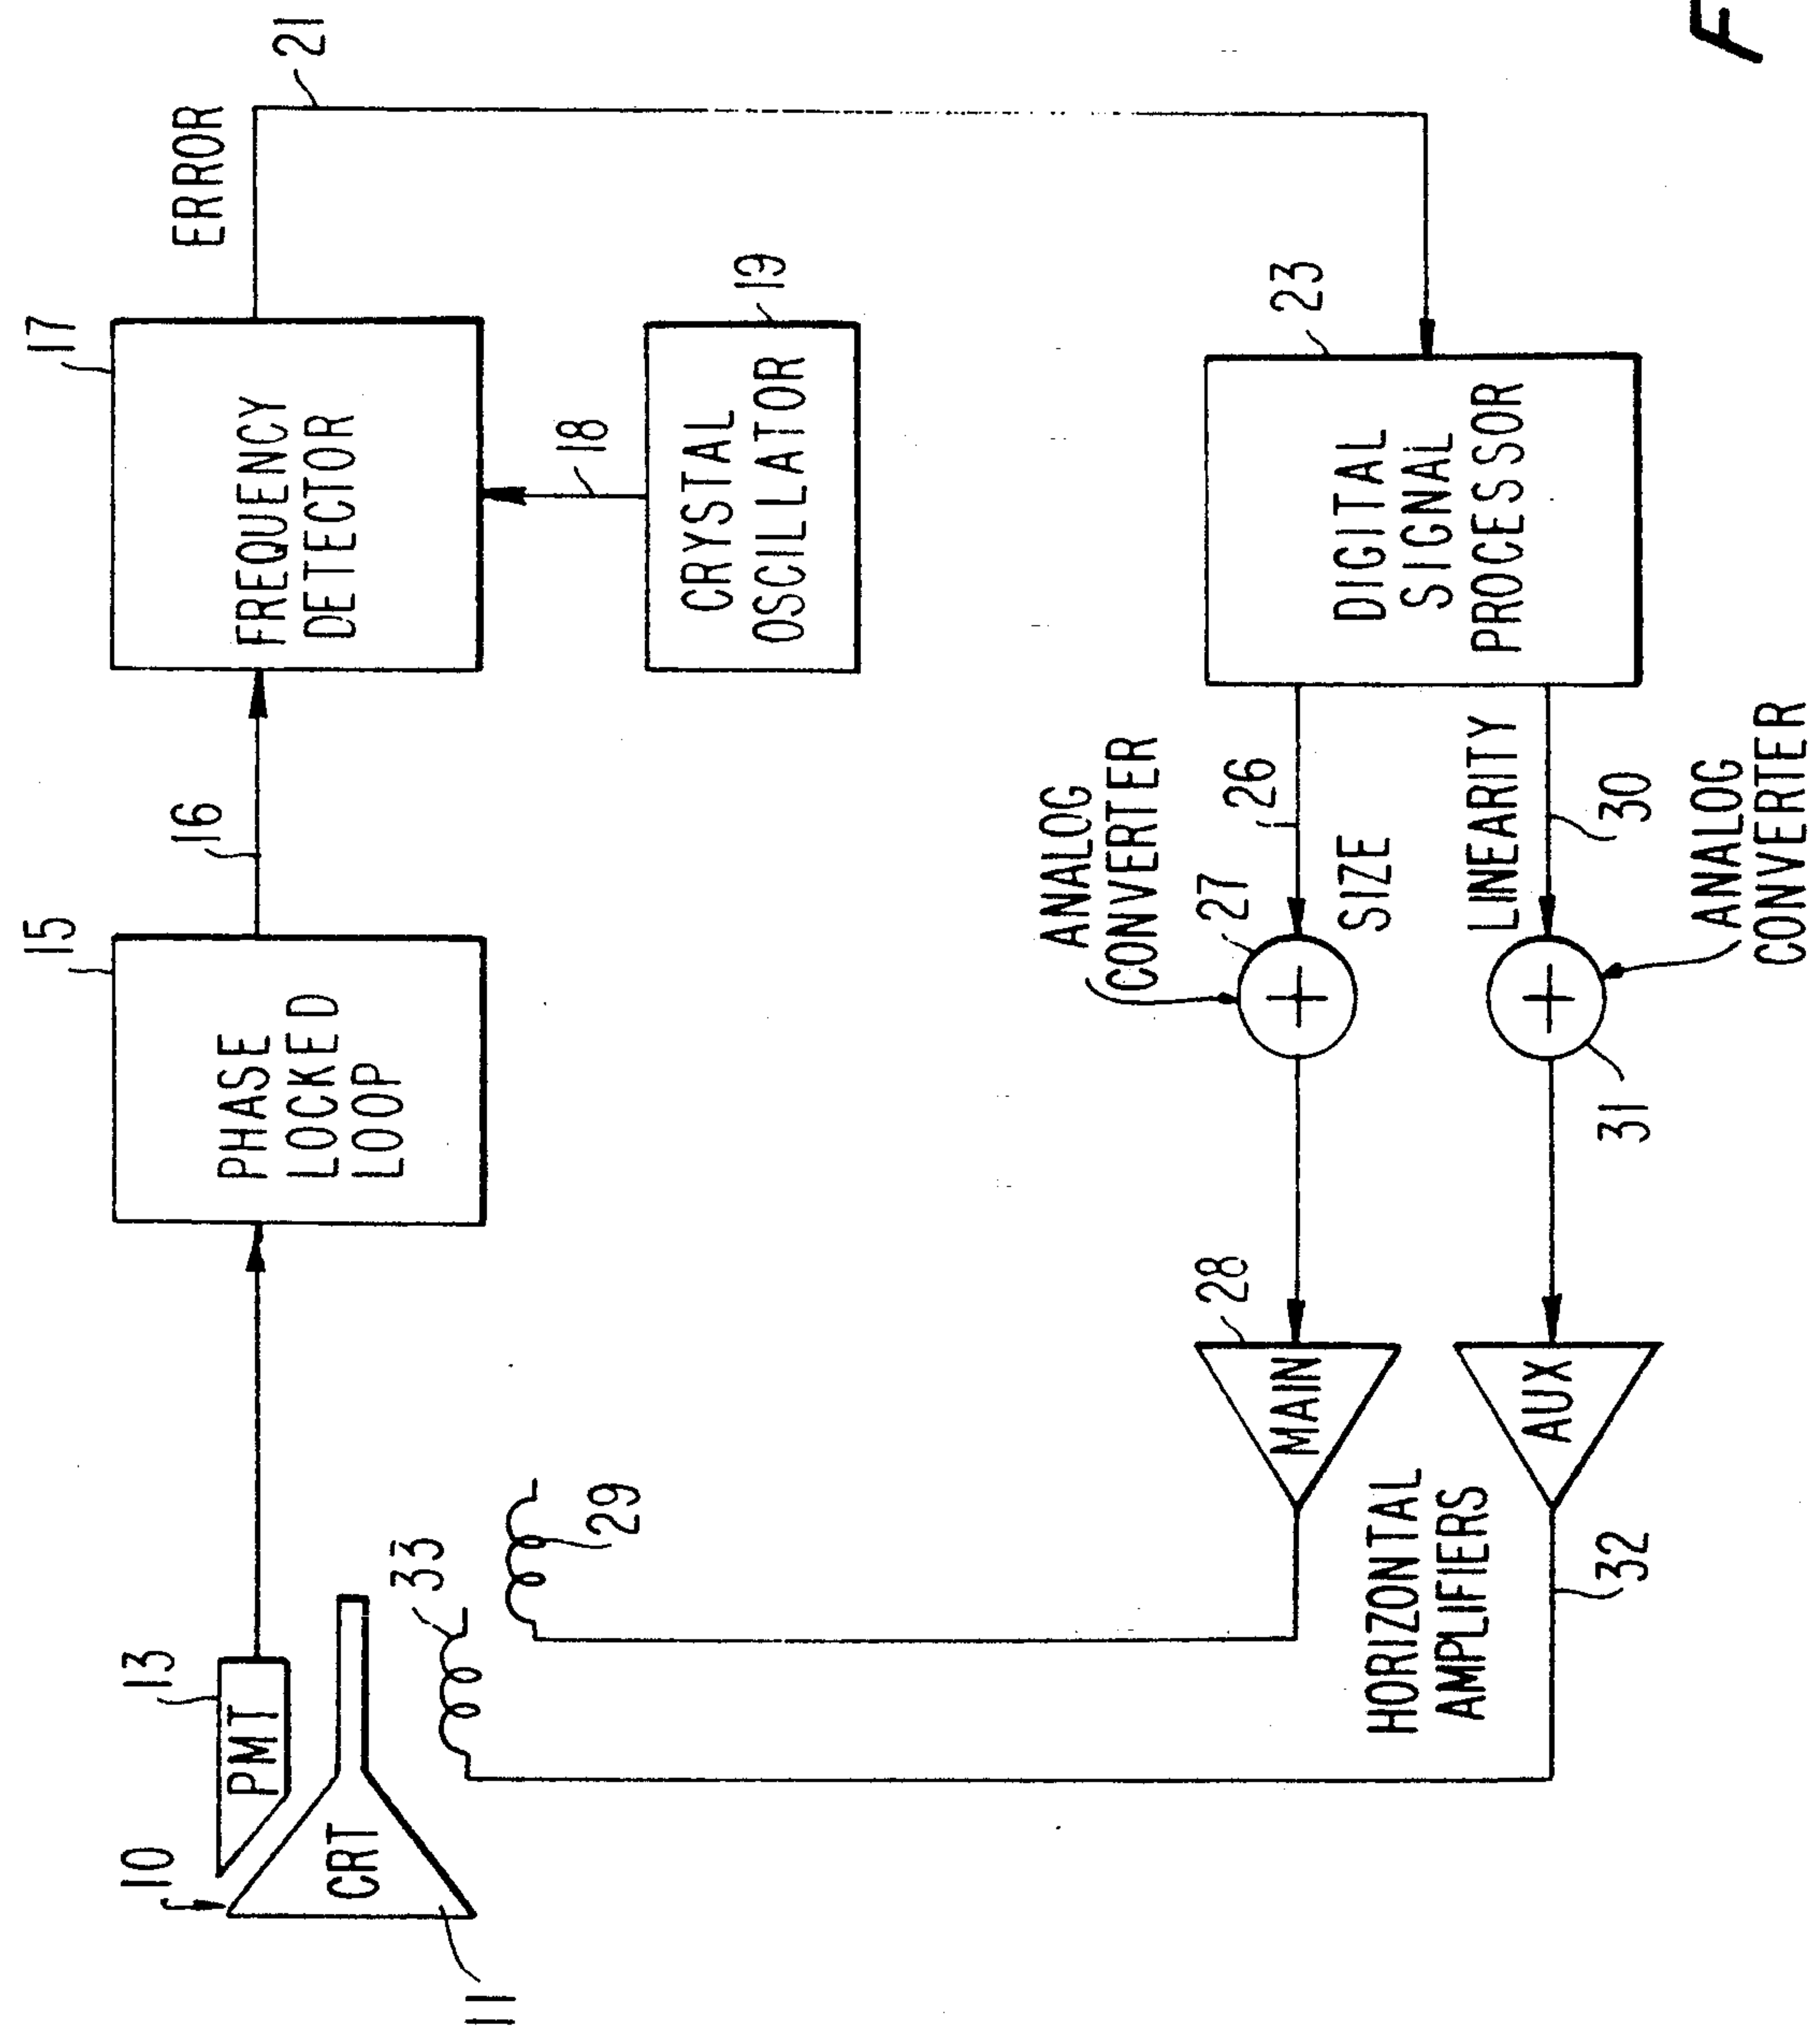 10
PMT
13
CRT
11
33
29
PHASE
LOCKED
LOOP
15
16
FREQUENCY
DETECTOR
17
18
CRYSTAL
OSCILLATOR
19
ERROR
21
DIGITAL
SIGNAL
PROCESSOR
23
26
SIZE
ANALOG
CONVERTER
27
LINEARITY
30
ANALOG
CONVERTER
31
MAIN
28
AUX
HORIZONTAL
AMPLIFIERS
32
F